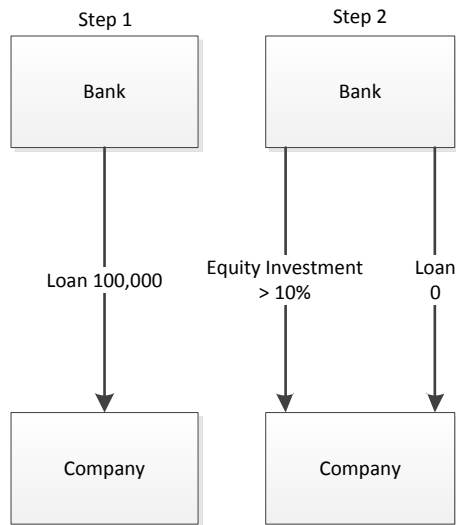 Step 1
Step 2
Bank
Bank
Loan 100,000
Equity Investment
> 10%
Loan
0
Company
Company